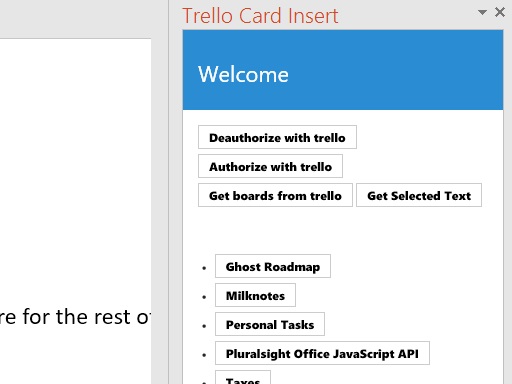 Trello Card Insert
Welcome
Deauthorize with trello
Authorize with trello
Get boards from trello Get Selected Text
Ghost Roadmap
Milknotes
re for the rest
Personal Tasks
Pluralsight Office JavaScript API
Taxes